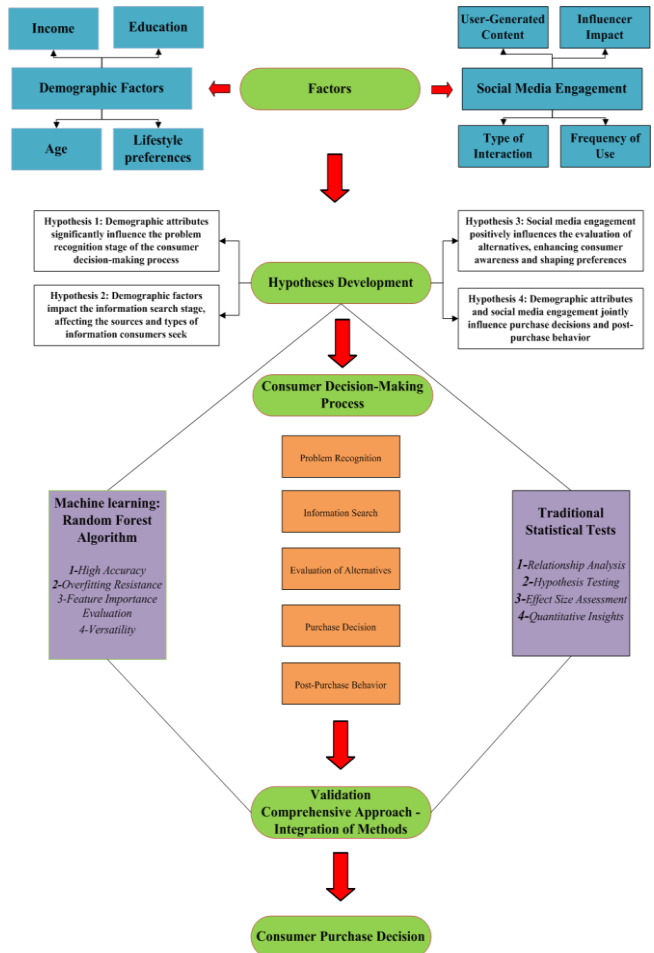 Income
Education
User-Generated
Content
Influencer
Impact
Demographic Factors
Factors
Social Media Engagement
Age
Lifestyle
preferences
Type of
Interaction
Frequency of
Use
Hypothesis 1: Demographic attributes
significantly influence the problem
recognition stage of the consumer
decision-making process
Hypothesis 3: Social media engagement
positively influences the evaluation of
alternatives, enhancing consumer
awareness and shaping preferences
Hypotheses Development
Hypothesis 2: Demographic factors
impact the information search stage,
affecting the sources and types of
information consumers seek
Hypothesis 4: Demographic attributes
and social media engagement jointly
influence purchase decisions and post-
purchase behavior
Consumer Decision-Making
Process
Problem Recognition
Information Search
Evaluation of Alternatives
Purchase Decision
Post-Purchase Behavior
Machine learning:
Random Forest
Algorithm
1-High Accuracy
2-Overfitting Resistance
3-Feature Importance
Evaluation
4-Versatility
Traditional
Statistical Tests
1-Relationship Analysis
2-Hypothesis Testing
3-Effect Size Assessment
4-Quantitative Insights
Validation
Comprehensive Approach -
Integration of Methods
Consumer Purchase Decision